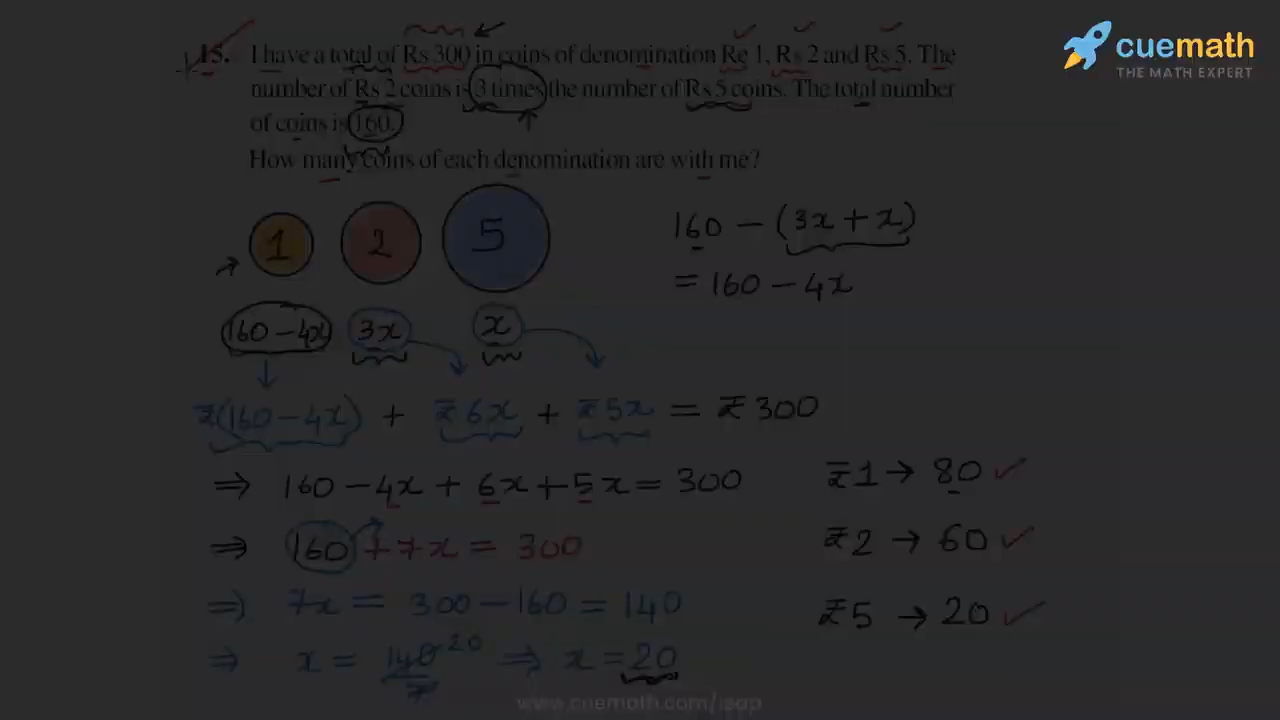 cuemath
THE MATH EXPERT
15. I have a total of Rs 300 in coins of denomination Re 1, Rs 2 and Rs 5. The
number of Rs 2 coins is 3 times the number of Rs 5 coins. The total number
of coins is 160.
How many coins of each denomination are with me?
1 2 5
160 - (3x + x)
= 160 - 4x
160 - 4x 3x x
₹(160 - 4x) + ₹6x + ₹5x = ₹300
⇒ 160 - 4x + 6x + 5x = 300
⇒ 160 + 7x = 300
⇒ 7x = 300 - 160 = 140
⇒ x = 140/7 20 ⇒ x = 20
₹1 → 80 ✓
₹2 → 60 ✓
₹5 → 20 ✓